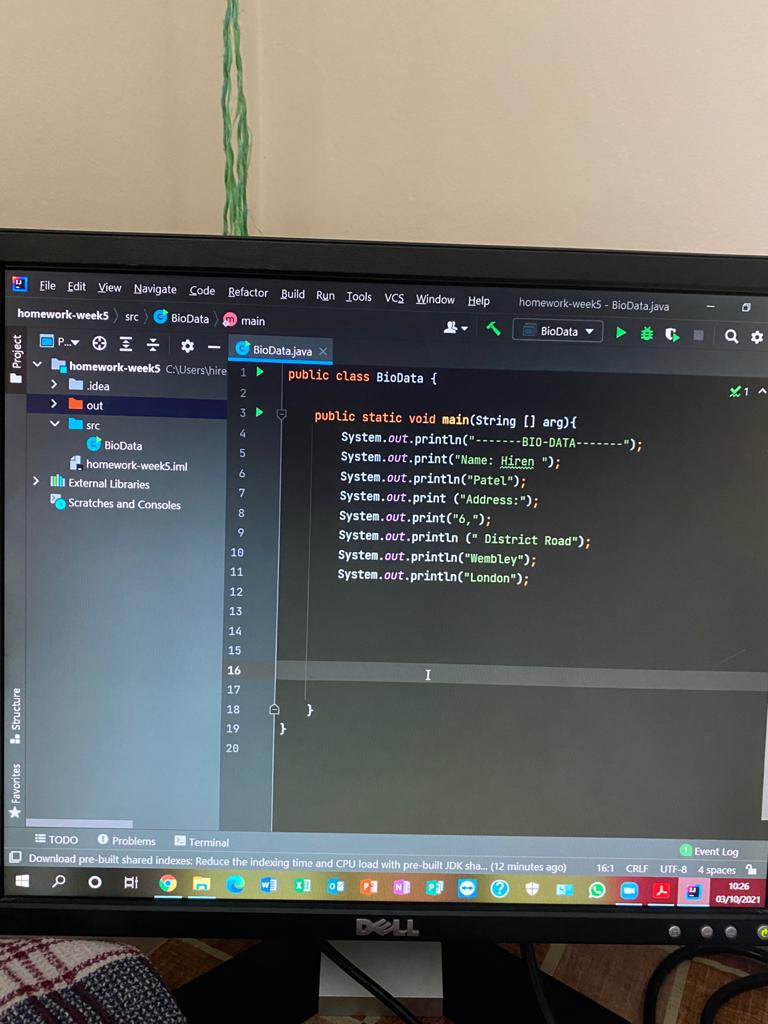 File Edit View Navigate Code Refactor Build Run Tools VCS Window Help homework-week5 - BioData.java
homework-week5 src BioData main BioData
Project
P...
BioData.java
homework-week5 C:\Users\hire
.idea
out
src
BioData
homework-week5.iml
External Libraries
Scratches and Consoles
1 public class BioData {
1
2
3 public static void main(String [] arg){
4 System.out.println("-------BIO-DATA-------");
5 System.out.print("Name: Hiren ");
6 System.out.println("Patel");
7 System.out.print ("Address:");
8 System.out.print("6,");
9 System.out.println (" District Road");
10 System.out.println("Wembley");
11 System.out.println("London");
12
13
14
15
16
17
18 }
19 }
20
Structure
Favorites
TODO Problems Terminal Event Log
Download pre-built shared indexes: Reduce the indexing time and CPU load with pre-built JDK sha... (12 minutes ago) 16:1 CRLF UTF-8 4 spaces
10:26
03/10/2021
DELL